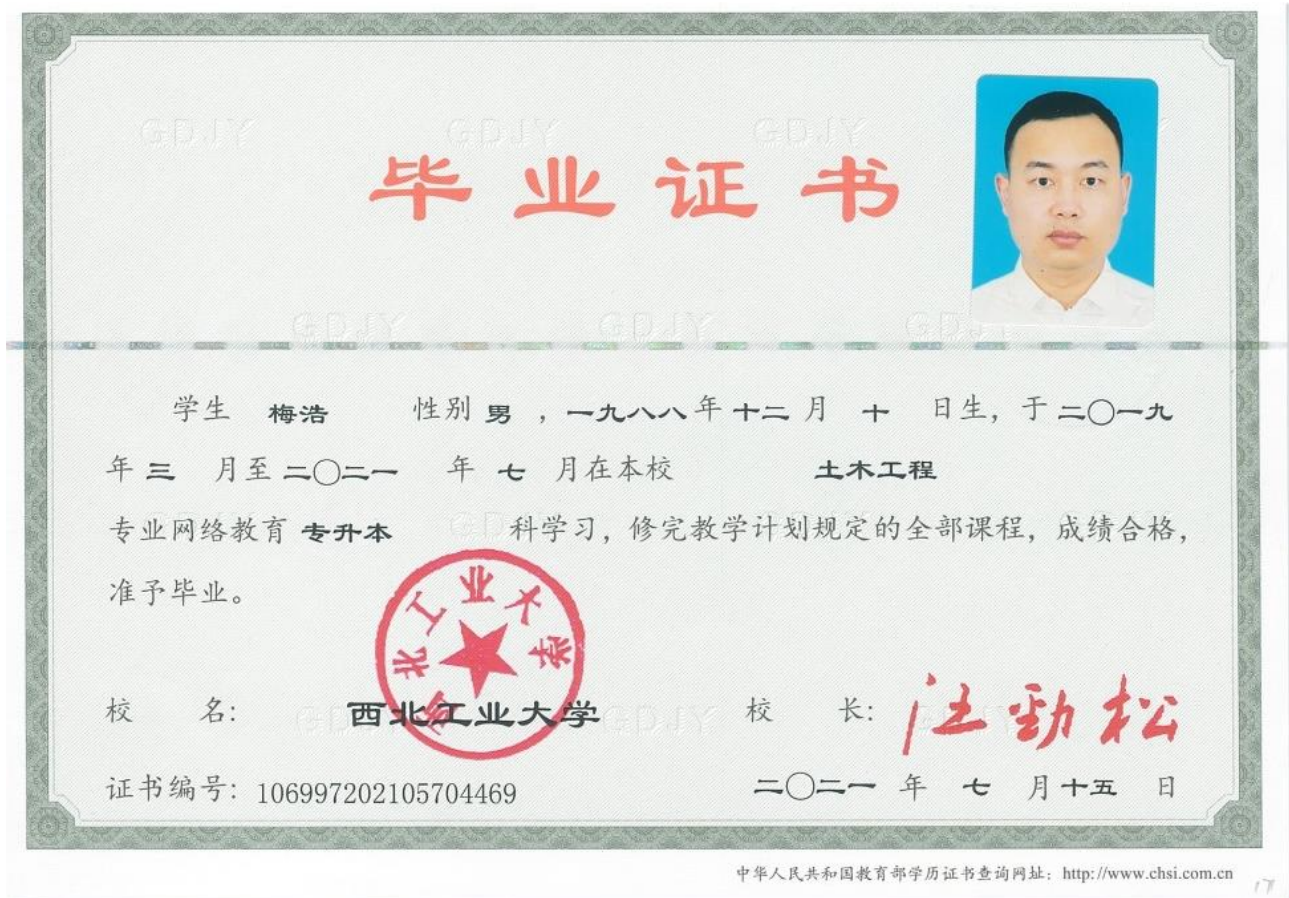 毕业证书
学生 梅浩 性别 男 ，一九八八 年 十二 月 十 日生，于 二〇一九
年 三 月至 二〇二一 年 七 月在本校 土木工程
专业网络教育 专升本 科学习，修完教学计划规定的全部课程，成绩合格，
准予毕业。
西北工业大学
校 名： 西北工业大学 校 长： 汪劲松
证书编号：106997202105704469 二〇二一 年 七 月 十五 日
中华人民共和国教育部学历证书查询网址：http://www.chsi.com.cn
17
GDJY GDJY GDJY
GDJY GDJY GDJY